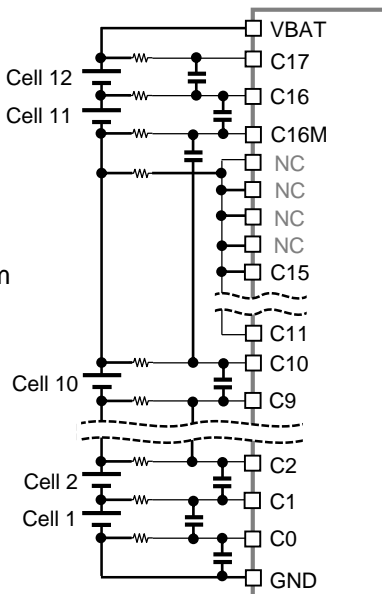 VBAT
C17
Cell 12
C16
Cell 11
C16M
NC
NC
NC
NC
m
C15
C11
C10
Cell 10
C9
C2
Cell 2
C1
Cell 1
C0
GND